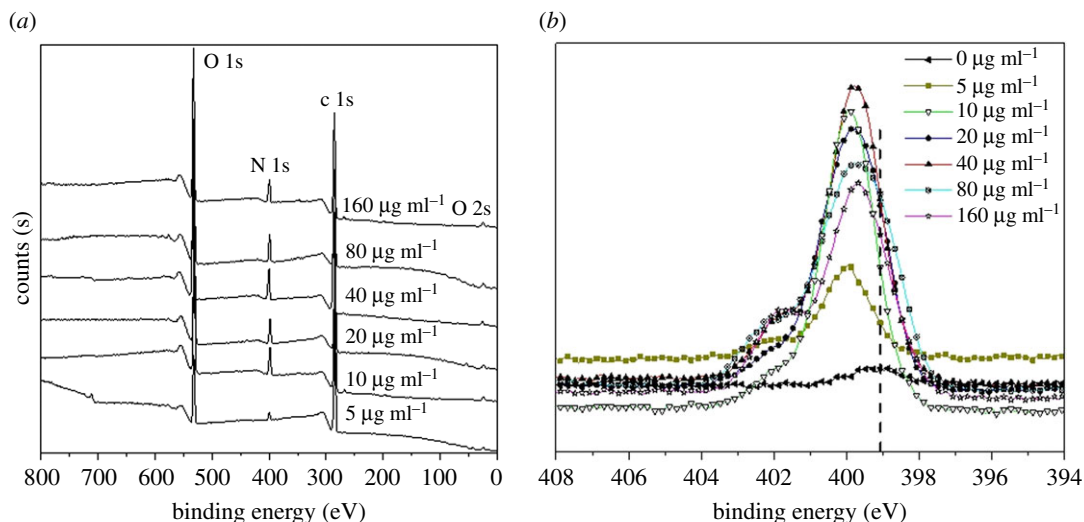 (a)
O 1s
c 1s
N 1s
160 µg ml⁻¹
O 2s
80 µg ml⁻¹
40 µg ml⁻¹
20 µg ml⁻¹
10 µg ml⁻¹
5 µg ml⁻¹
counts (s)
800 700 600 500 400 300 200 100 0
binding energy (eV)
(b)
0 µg ml⁻¹
5 µg ml⁻¹
10 µg ml⁻¹
20 µg ml⁻¹
40 µg ml⁻¹
80 µg ml⁻¹
160 µg ml⁻¹
408 406 404 402 400 398 396 394
binding energy (eV)